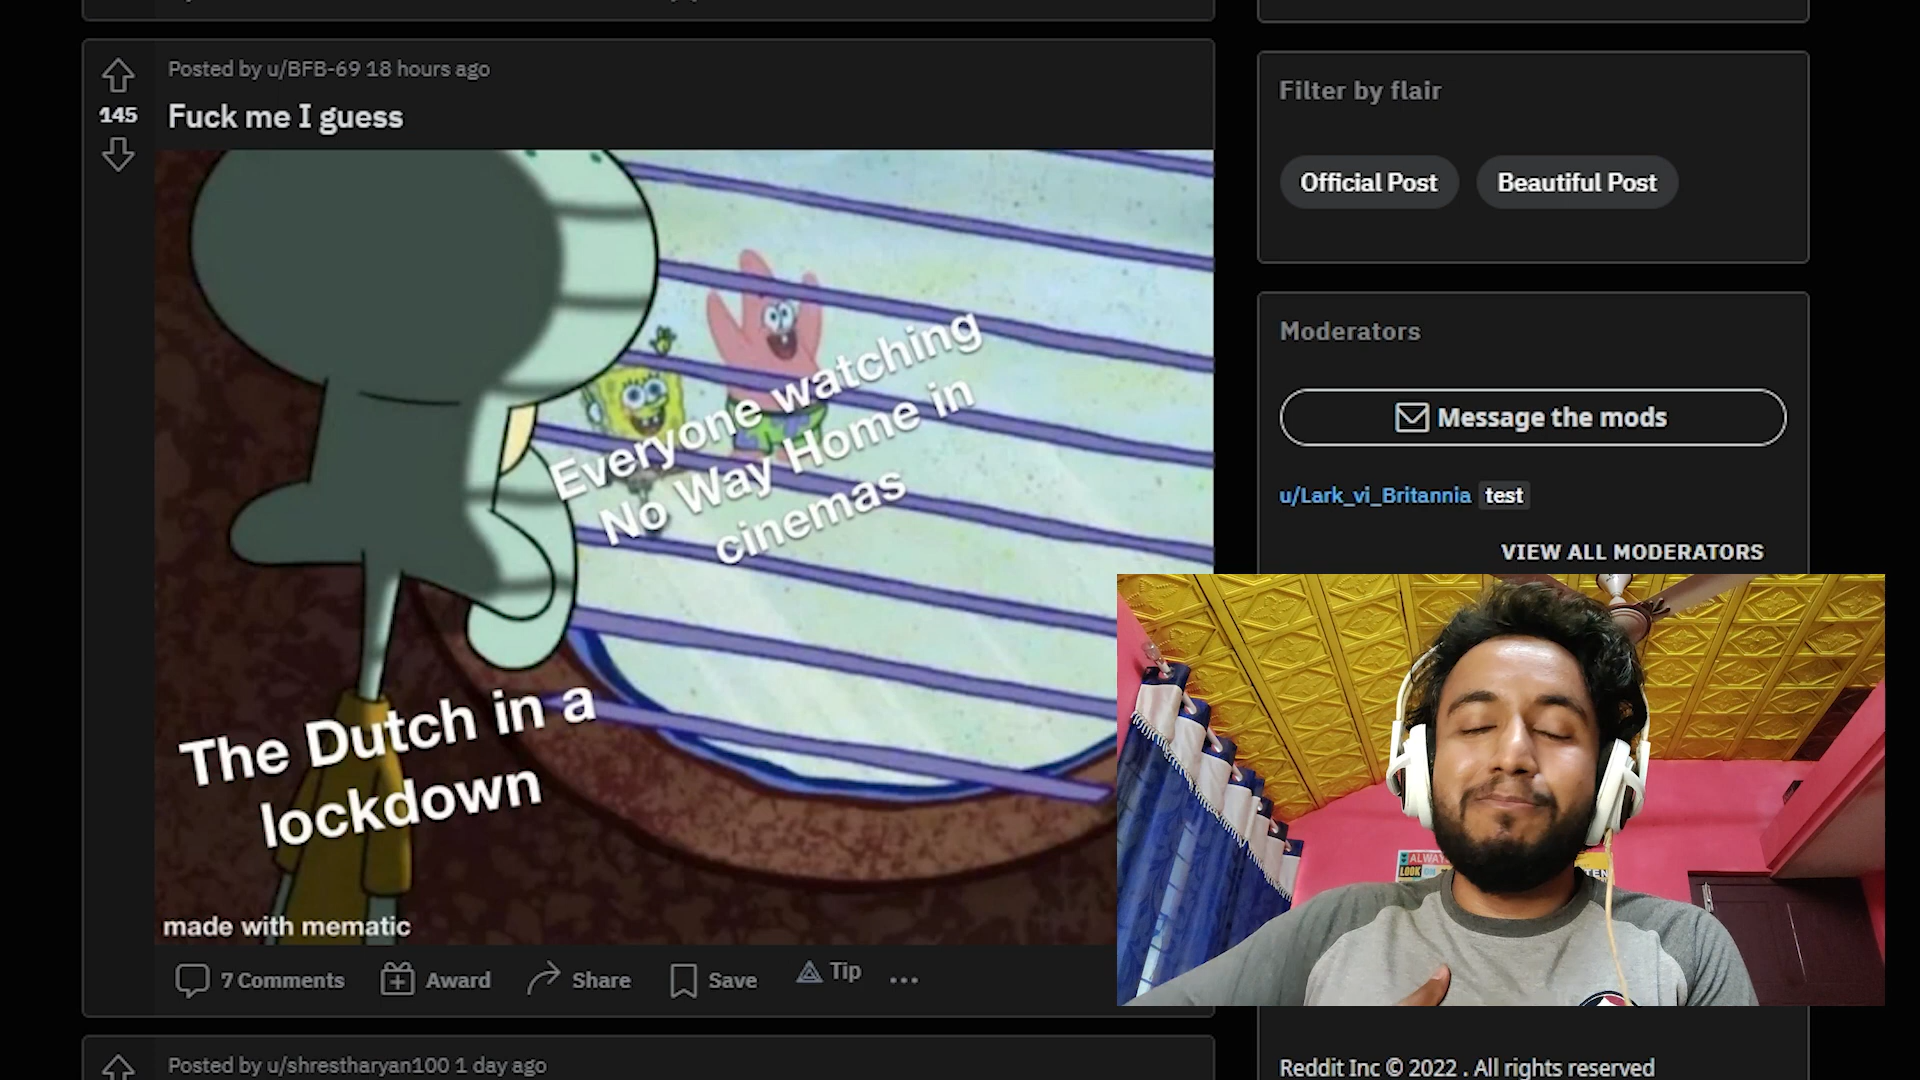 Posted by u/BFB-69 18 hours ago
145
Fuck me I guess
Everyone watching
No Way Home in
cinemas
The Dutch in a
lockdown
made with mematic
7 Comments
Award
Share
Save
Tip
Posted by u/shrestharyan100 1 day ago
Filter by flair
Official Post
Beautiful Post
Moderators
Message the mods
u/Lark_vi_Britannia test
VIEW ALL MODERATORS
ALWAY
LOOK
Reddit Inc © 2022 . All rights reserved